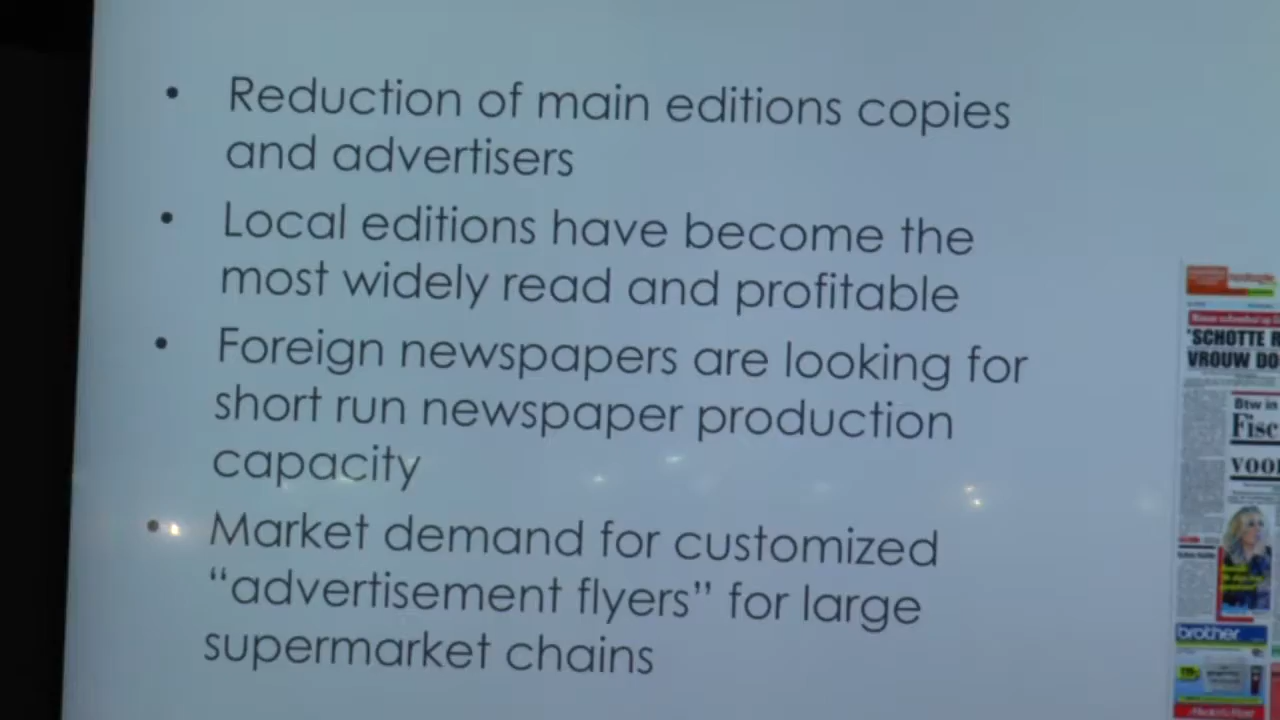 • Reduction of main editions copies
and advertisers
• Local editions have become the
most widely read and profitable
• Foreign newspapers are looking for
short run newspaper production
capacity
• Market demand for customized
“advertisement flyers” for large
supermarket chains
'SCHOTTE
VROUW
Btw in
brother